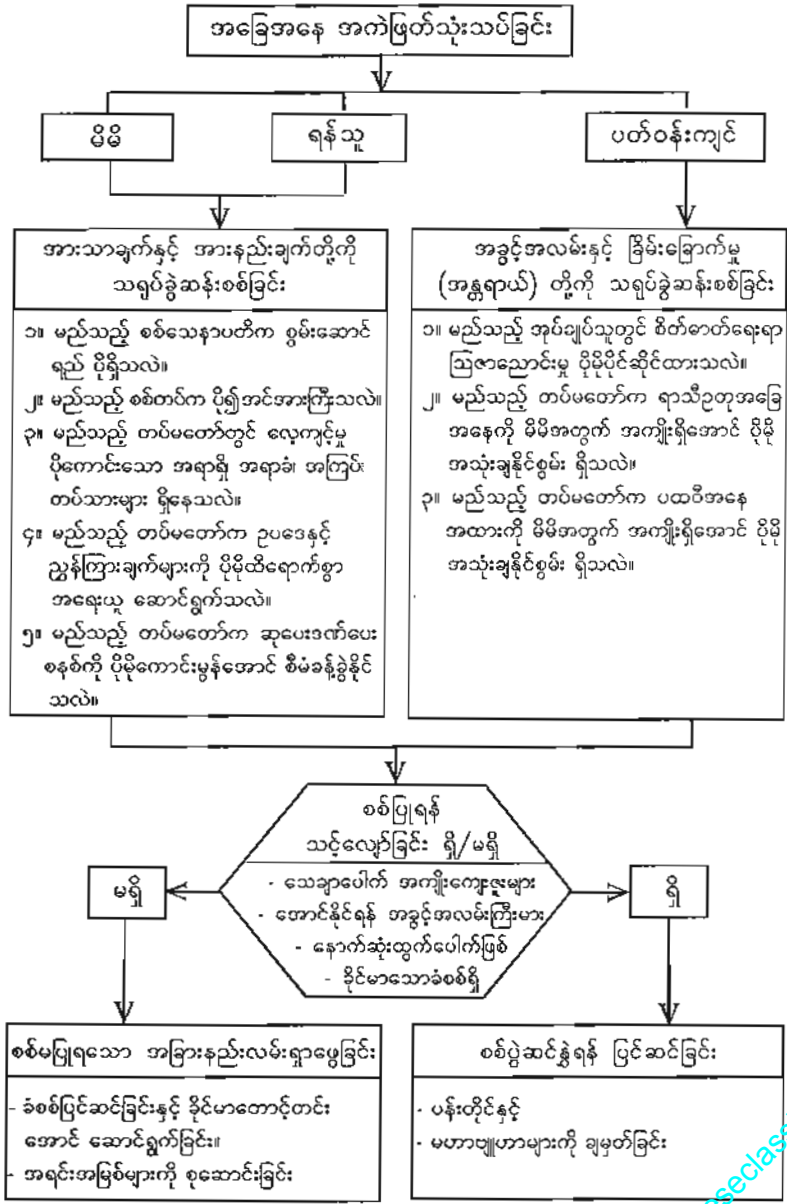 အခြေအနေ အကဲဖြတ်သုံးသပ်ခြင်း
မိမိ
ရန်သူ
ပတ်ဝန်းကျင်
အားသာချက်နှင့် အားနည်းချက်တို့ကို
သရုပ်ခွဲဆန်းစစ်ခြင်း
၁။ မည်သည့် စစ်သေနာပတိက စွမ်းဆောင်
ရည် ပိုရှိသလဲ။
၂။ မည်သည့် စစ်တပ်က ပို၍အင်အားကြီးသလဲ။
၃။ မည်သည့် တပ်မတော်တွင် လေ့ကျင့်မှု
ပိုကောင်းသော အရာရှိ၊ အရာခံ၊ အကြပ်၊
တပ်သားများ ရှိနေသလဲ။
၄။ မည်သည့် တပ်မတော်က ဥပဒေနှင့်
ညွှန်ကြားချက်များကို ပိုမိုထိရောက်စွာ
အရေးယူ ဆောင်ရွက်သလဲ။
၅။ မည်သည့် တပ်မတော်က ဆုပေးဒဏ်ပေး
စနစ်ကို ပိုမိုကောင်းမွန်အောင် စီမံခန့်ခွဲနိုင်
သလဲ။
အခွင့်အလမ်းနှင့် ခြိမ်းခြောက်မှု
(အန္တရာယ်) တို့ကို သရုပ်ခွဲဆန်းစစ်ခြင်း
၁။ မည်သည့် အုပ်ချုပ်သူတွင် စိတ်ဓာတ်ရေးရာ
ဩဇာညောင်းမှု ပိုမိုပိုင်ဆိုင်ထားသလဲ။
၂။ မည်သည့် တပ်မတော်က ရာသီဥတုအခြေ
အနေကို မိမိအတွက် အကျိုးရှိအောင် ပိုမို
အသုံးချနိုင်စွမ်း ရှိသလဲ။
၃။ မည်သည့် တပ်မတော်က ပထဝီအနေ
အထားကို မိမိအတွက် အကျိုးရှိအောင် ပိုမို
အသုံးချနိုင်စွမ်း ရှိသလဲ။
စစ်ပြုရန်
သင့်လျော်ခြင်း ရှိ/မရှိ
- သေချာပေါက် အကျိုးကျေးဇူးများ
- အောင်နိုင်ရန် အခွင့်အလမ်းကြီးမား
- နောက်ဆုံးထွက်ပေါက်ဖြစ်
- ခိုင်မာသောခံစစ်ရှိ
မရှိ
ရှိ
စစ်မပြုရသော အခြားနည်းလမ်းရှာဖွေခြင်း
- ခံစစ်ပြင်ဆင်ခြင်းနှင့် ခိုင်မာတောင့်တင်း
အောင် ဆောင်ရွက်ခြင်း။
- အရင်းအမြစ်များကို စုဆောင်းခြင်း
စစ်ပွဲဆင်နွှဲရန် ပြင်ဆင်ခြင်း
- ပန်းတိုင်နှင့်
- မဟာဗျူဟာများကို ချမှတ်ခြင်း